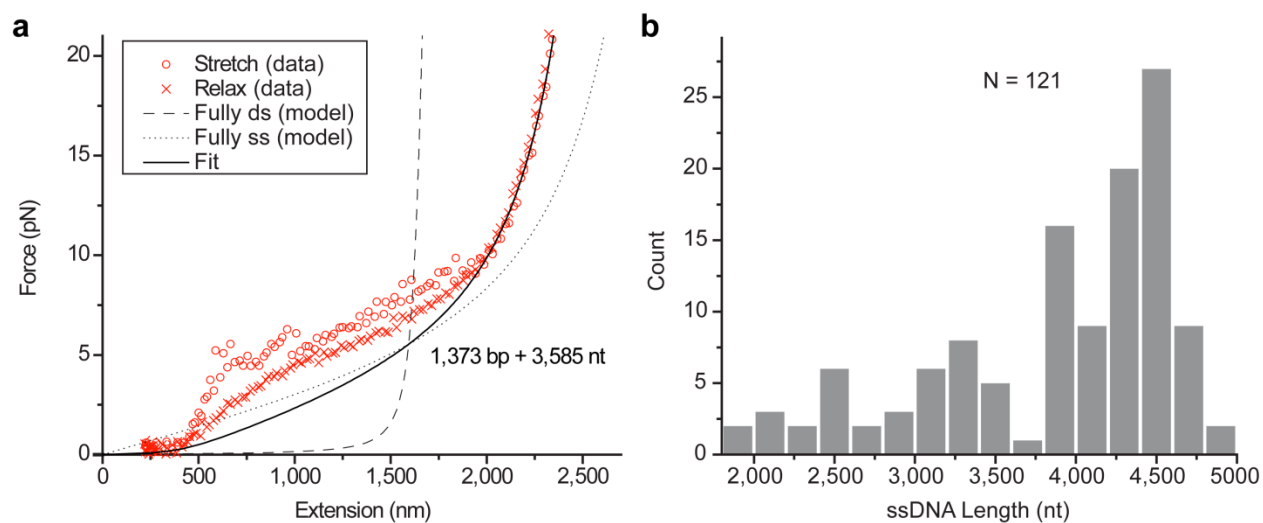 a
Force (pN)
20
15
10
5
0
Stretch (data)
Relax (data)
Fully ds (model)
Fully ss (model)
Fit
1,373 bp + 3,585 nt
0 500 1,000 1,500 2,000 2,500
Extension (nm)
b
Count
25
20
15
10
5
0
N = 121
2,000 2,500 3,000 3,500 4,000 4,500 5000
ssDNA Length (nt)